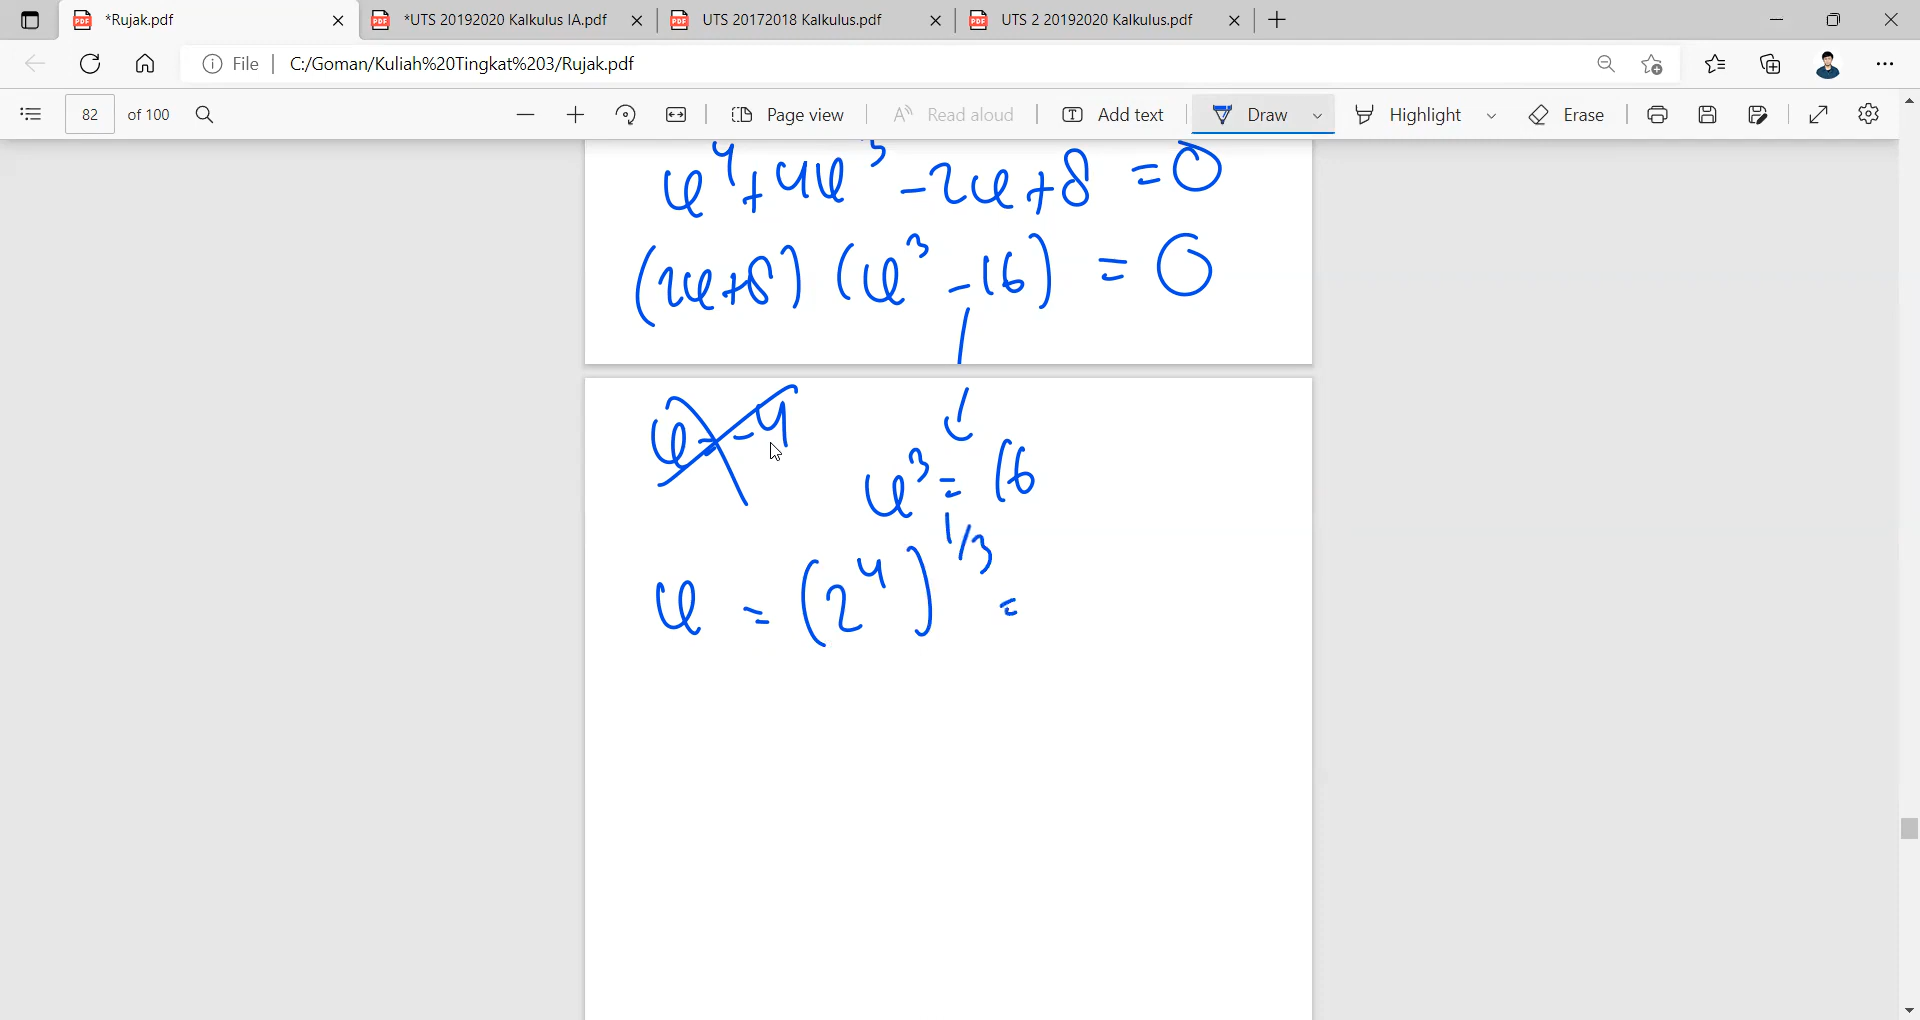 *Rujak.pdf
*UTS 20192020 Kalkulus IA.pdf
UTS 20172018 Kalkulus.pdf
UTS 2 20192020 Kalkulus.pdf
File
C:/Goman/Kuliah%20Tingkat%203/Rujak.pdf
82 of 100
Page view
Read aloud
Add text
Draw
Highlight
Erase
u⁴+4u³-2u+8 = 0
(2u+8) (u³-16) = 0
u=-4
u³ = 16
u = (2⁴)^1/3 =